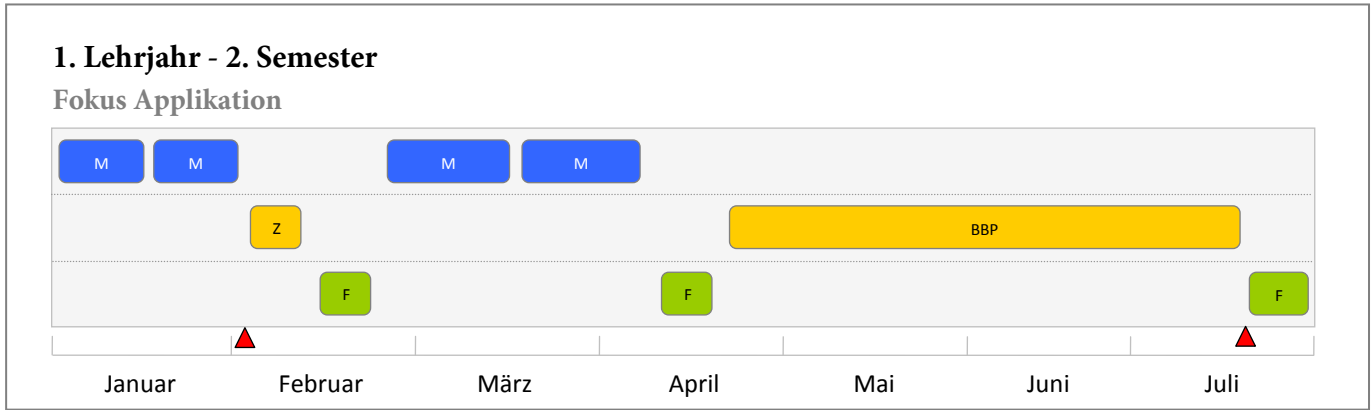 1. Lehrjahr - 2. Semester
Fokus Applikation
M M M M
Z BBP
F F F
Januar Februar März April Mai Juni Juli